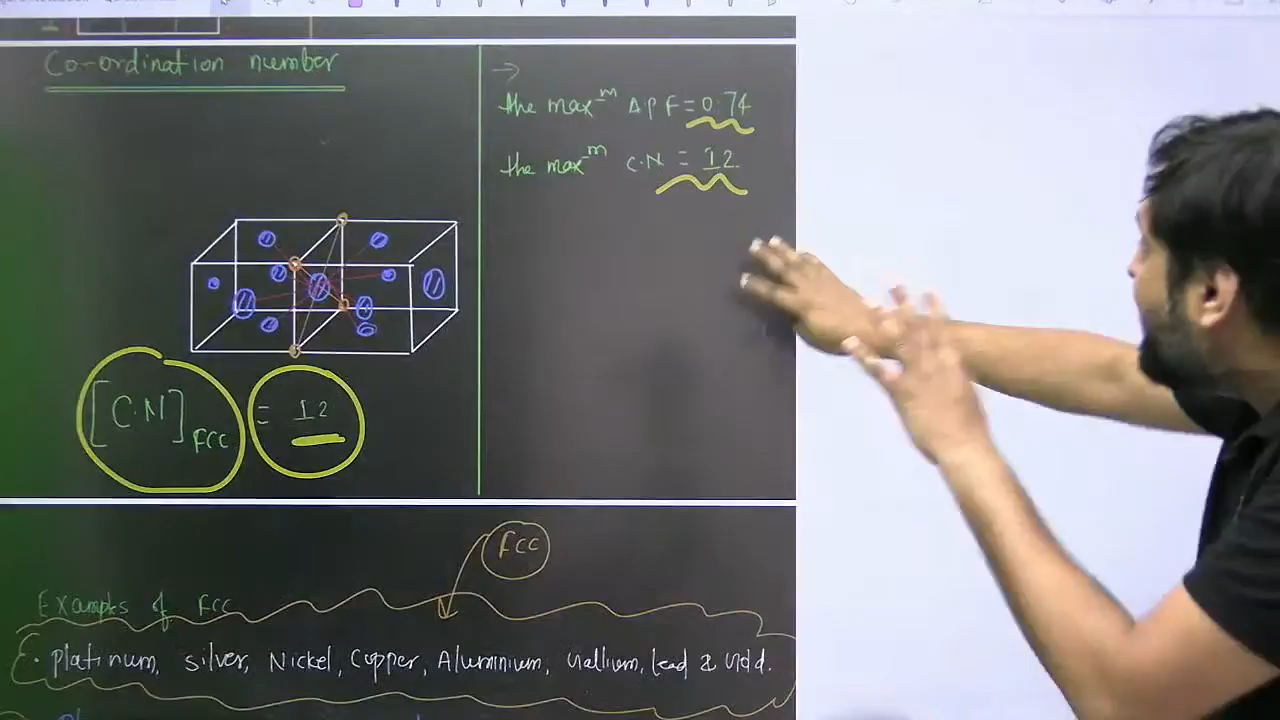 Co-ordination number
→
the max-m APF = 0.74
the max-m C.N = 12
[C.N]FCC = 12
FCC
Examples of FCC
· Platinum, Silver, Nickel, Copper, Aluminium, Gallium, lead & Gold.